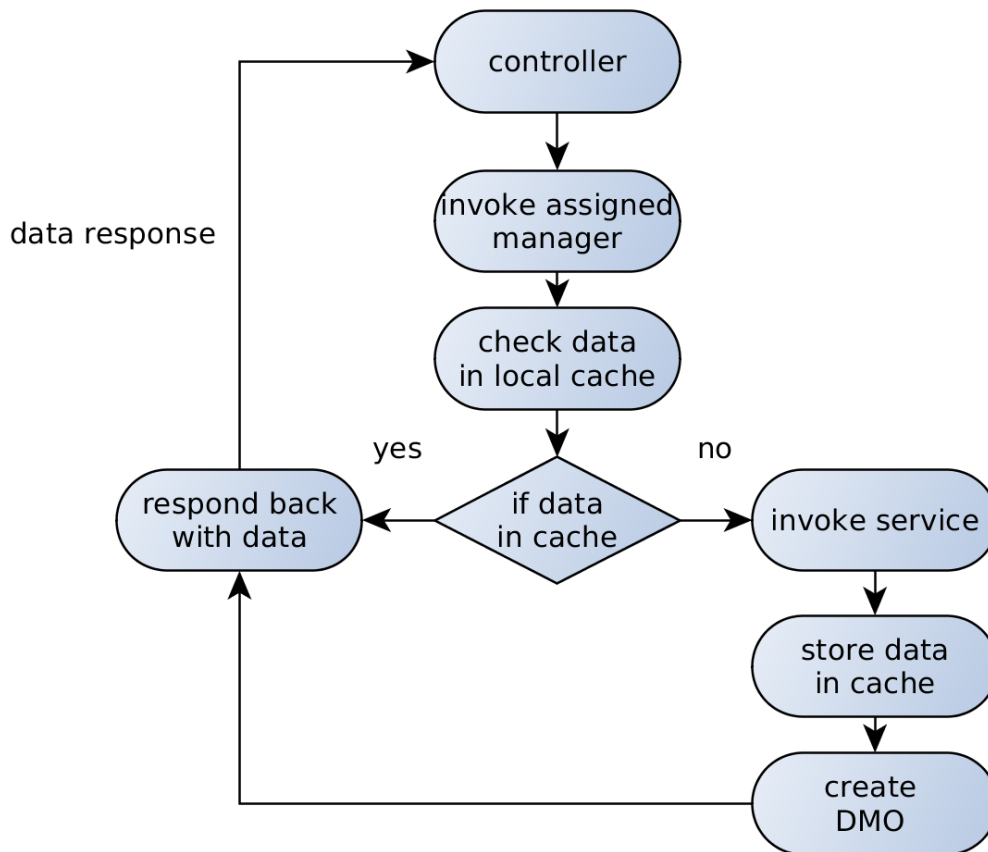 controller
invoke assigned
manager
data response
check data
in local cache
yes
no
respond back
with data
if data
in cache
invoke service
store data
in cache
create
DMO